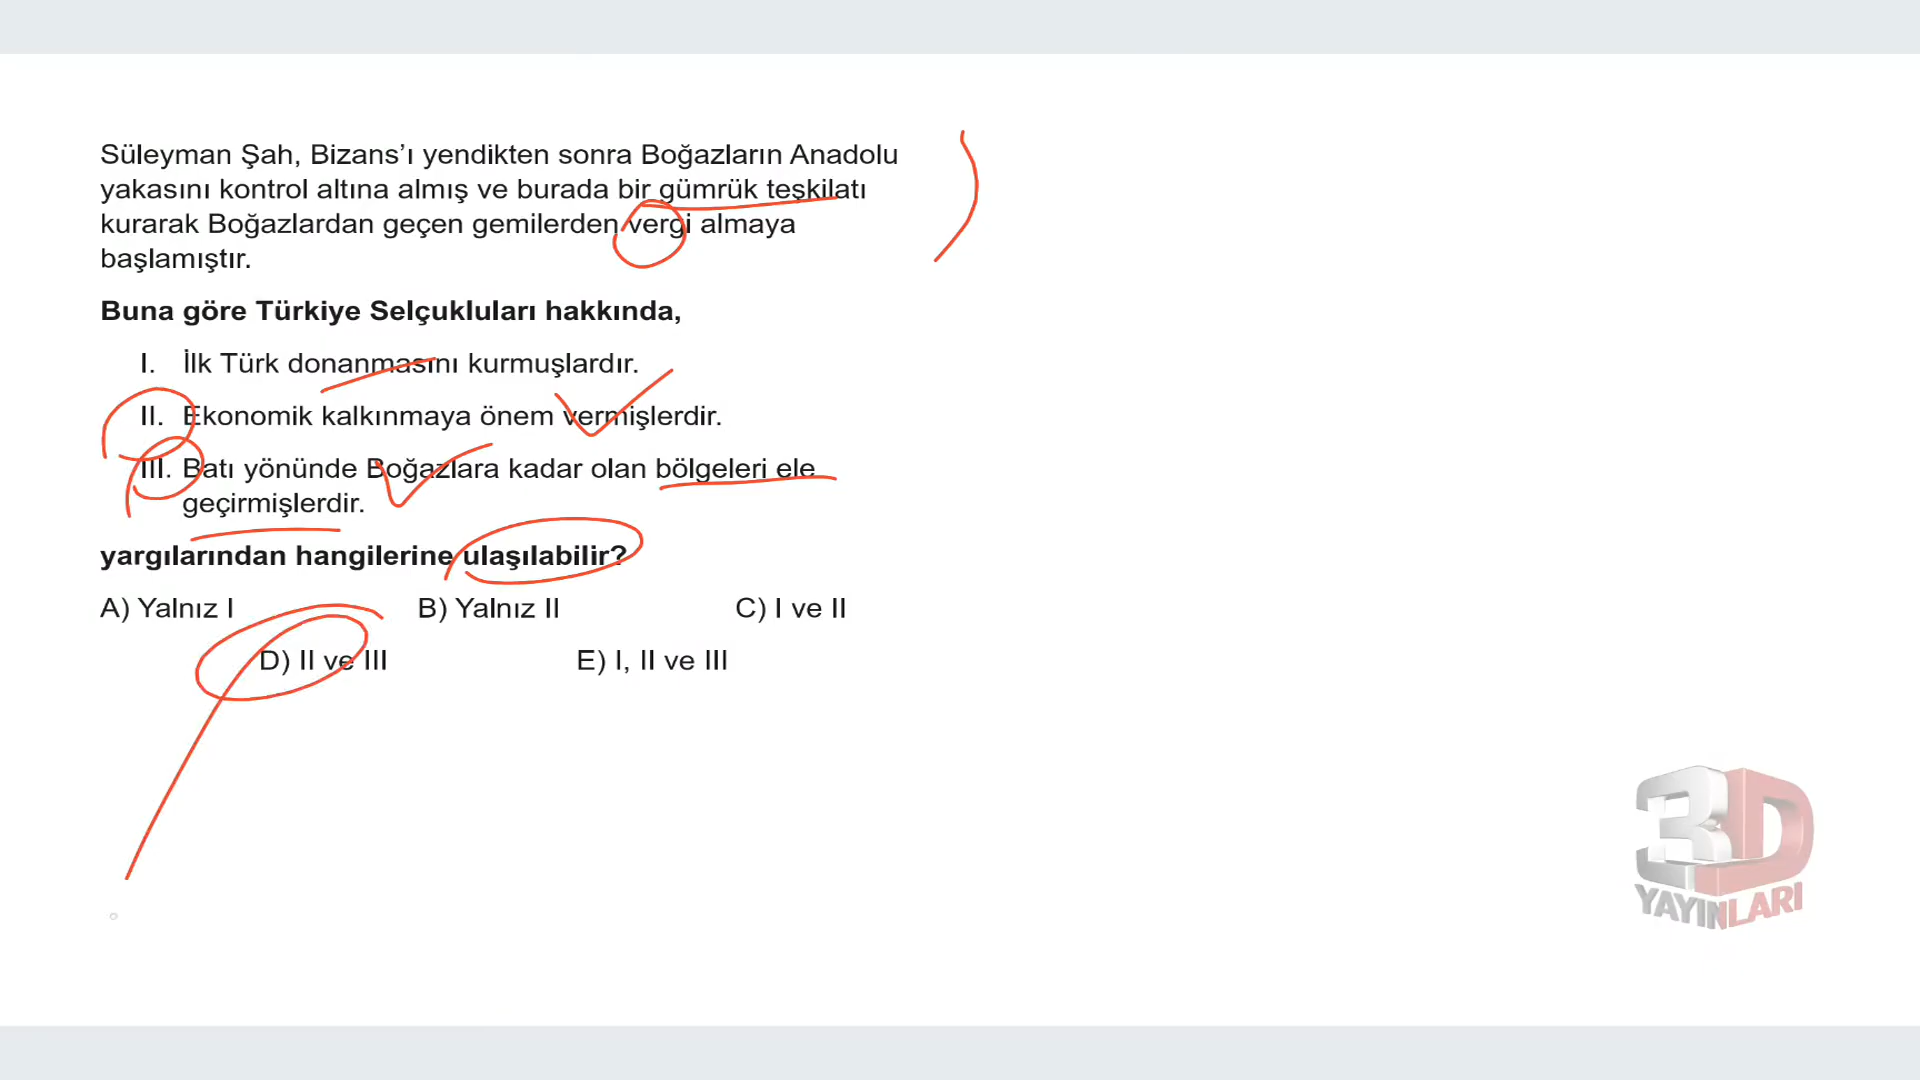 Süleyman Şah, Bizans’ı yendikten sonra Boğazların Anadolu
yakasını kontrol altına almış ve burada bir gümrük teşkilatı
kurarak Boğazlardan geçen gemilerden vergi almaya
başlamıştır.
Buna göre Türkiye Selçukluları hakkında,
I. İlk Türk donanmasını kurmuşlardır.
II. Ekonomik kalkınmaya önem vermişlerdir.
III. Batı yönünde Boğazlara kadar olan bölgeleri ele
geçirmişlerdir.
yargılarından hangilerine ulaşılabilir?
A) Yalnız I B) Yalnız II C) I ve II
D) II ve III E) I, II ve III
3D
YAYINLARI